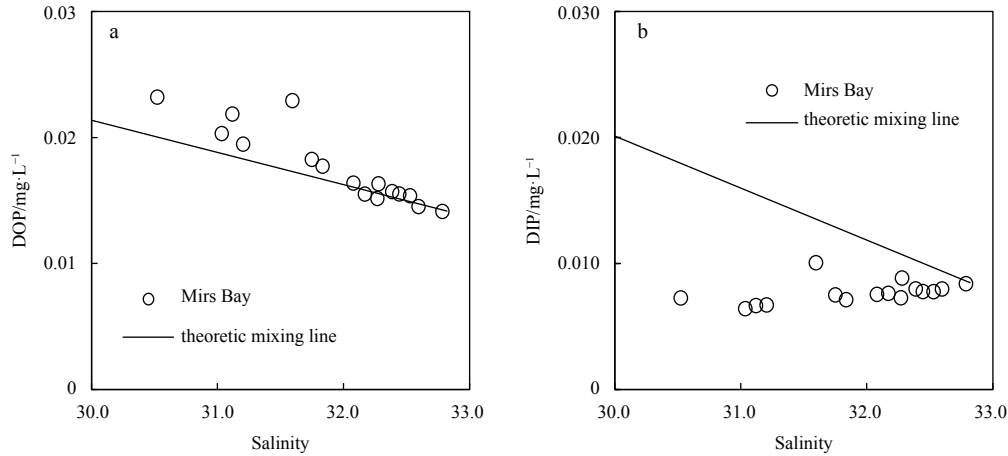 0.03
a
0.02
DOP/mg·L⁻¹
0.01
Mirs Bay
theoretic mixing line
0
30.0 31.0 32.0 33.0
Salinity
0.030
b
Mirs Bay
theoretic mixing line
0.020
DIP/mg·L⁻¹
0.010
0
30.0 31.0 32.0 33.0
Salinity